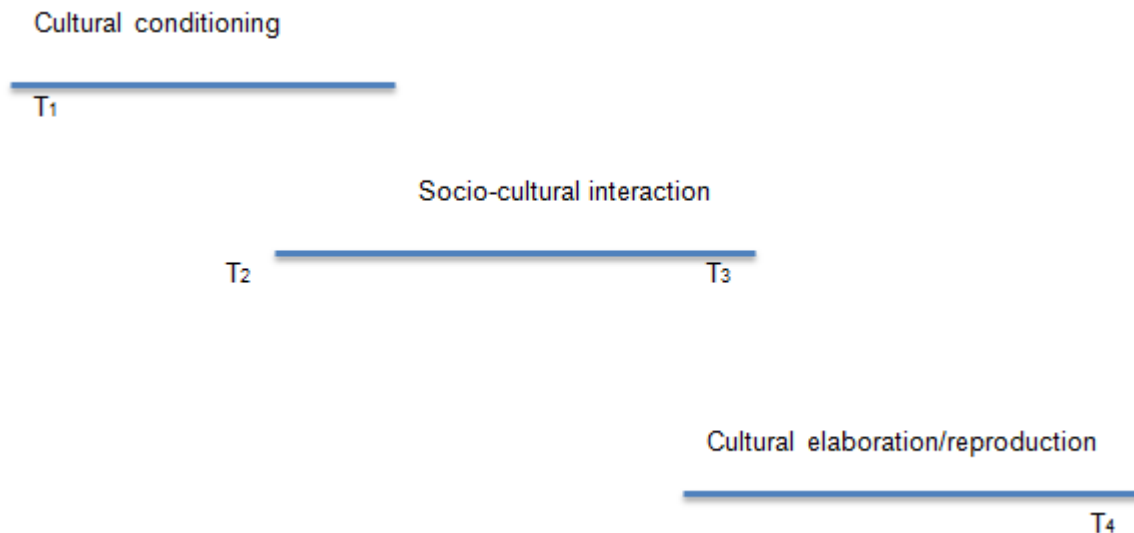 Cultural conditioning
T1
Socio-cultural interaction
T2 T3
Cultural elaboration/reproduction
T4